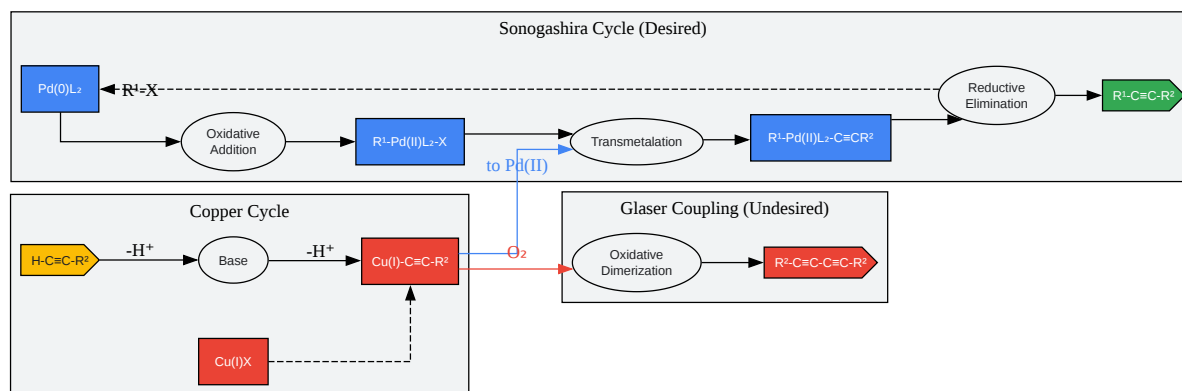 Sonogashira Cycle (Desired)
Pd(0)L₂
R¹-X
Oxidative
Addition
R¹-Pd(II)L₂-X
Transmetalation
R¹-Pd(II)L₂-C≡CR²
Reductive
Elimination
R¹-C≡C-R²
to Pd(II)
Copper Cycle
H-C≡C-R²
-H⁺
Base
-H⁺
Cu(I)-C≡C-R²
Cu(I)X
O₂
Glaser Coupling (Undesired)
Oxidative
Dimerization
R²-C≡C-C≡C-R²